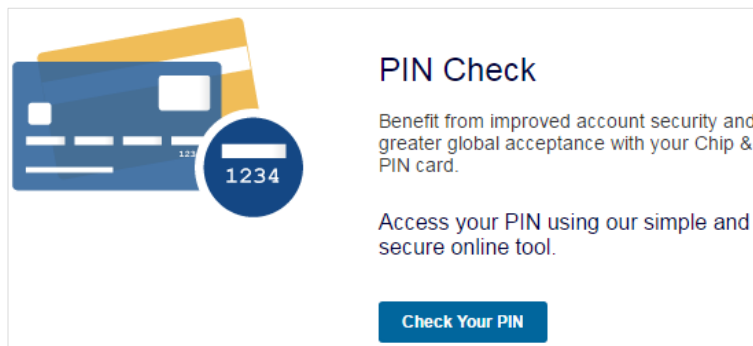 PIN Check
Benefit from improved account security and
greater global acceptance with your Chip &
PIN card.
123
1234
Access your PIN using our simple and
secure online tool.
Check Your PIN